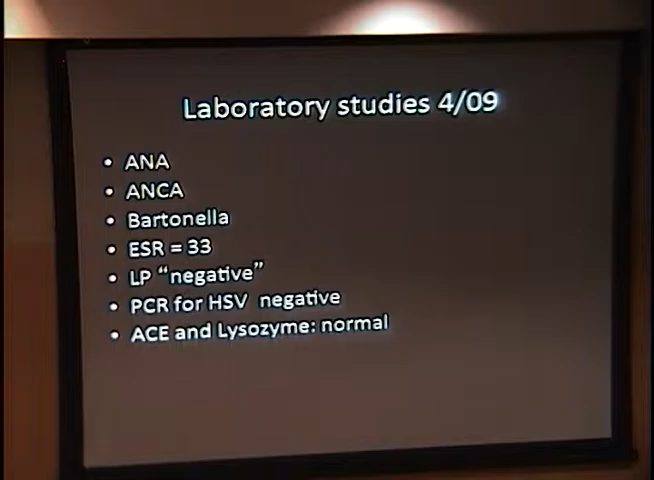 Laboratory studies 4/09
• ANA
• ANCA
• Bartonella
• ESR = 33
• LP “negative”
• PCR for HSV negative
• ACE and Lysozyme: normal